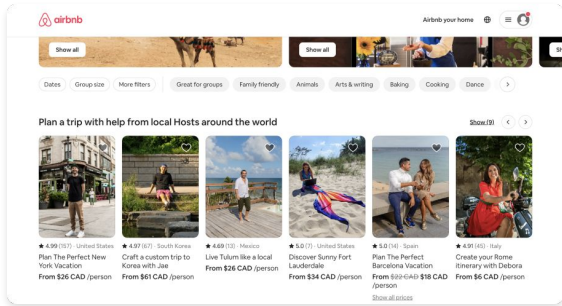 airbnb
Airbnb your home
Show all
Show all
Dates
Group size
More filters
Great for groups
Family friendly
Animals
Arts & writing
Baking
Cooking
Dance
Plan a trip with help from local Hosts around the world
Show (9)
★ 4.99 (157) · United States
Plan The Perfect New
York Vacation
From $26 CAD /person
★ 4.97 (67) · South Korea
Craft a custom trip to
Korea with Jae
From $61 CAD /person
★ 4.69 (13) · Mexico
Live Tulum like a local
From $26 CAD /person
★ 5.0 (7) · United States
Discover Sunny Fort
Lauderdale
From $34 CAD /person
★ 5.0 (14) · Spain
Plan The Perfect
Barcelona Vacation
From $22 CAD $18 CAD
/person
Show all prices
★ 4.91 (45) · Italy
Create your Rome
itinerary with Debora
From $6 CAD /person